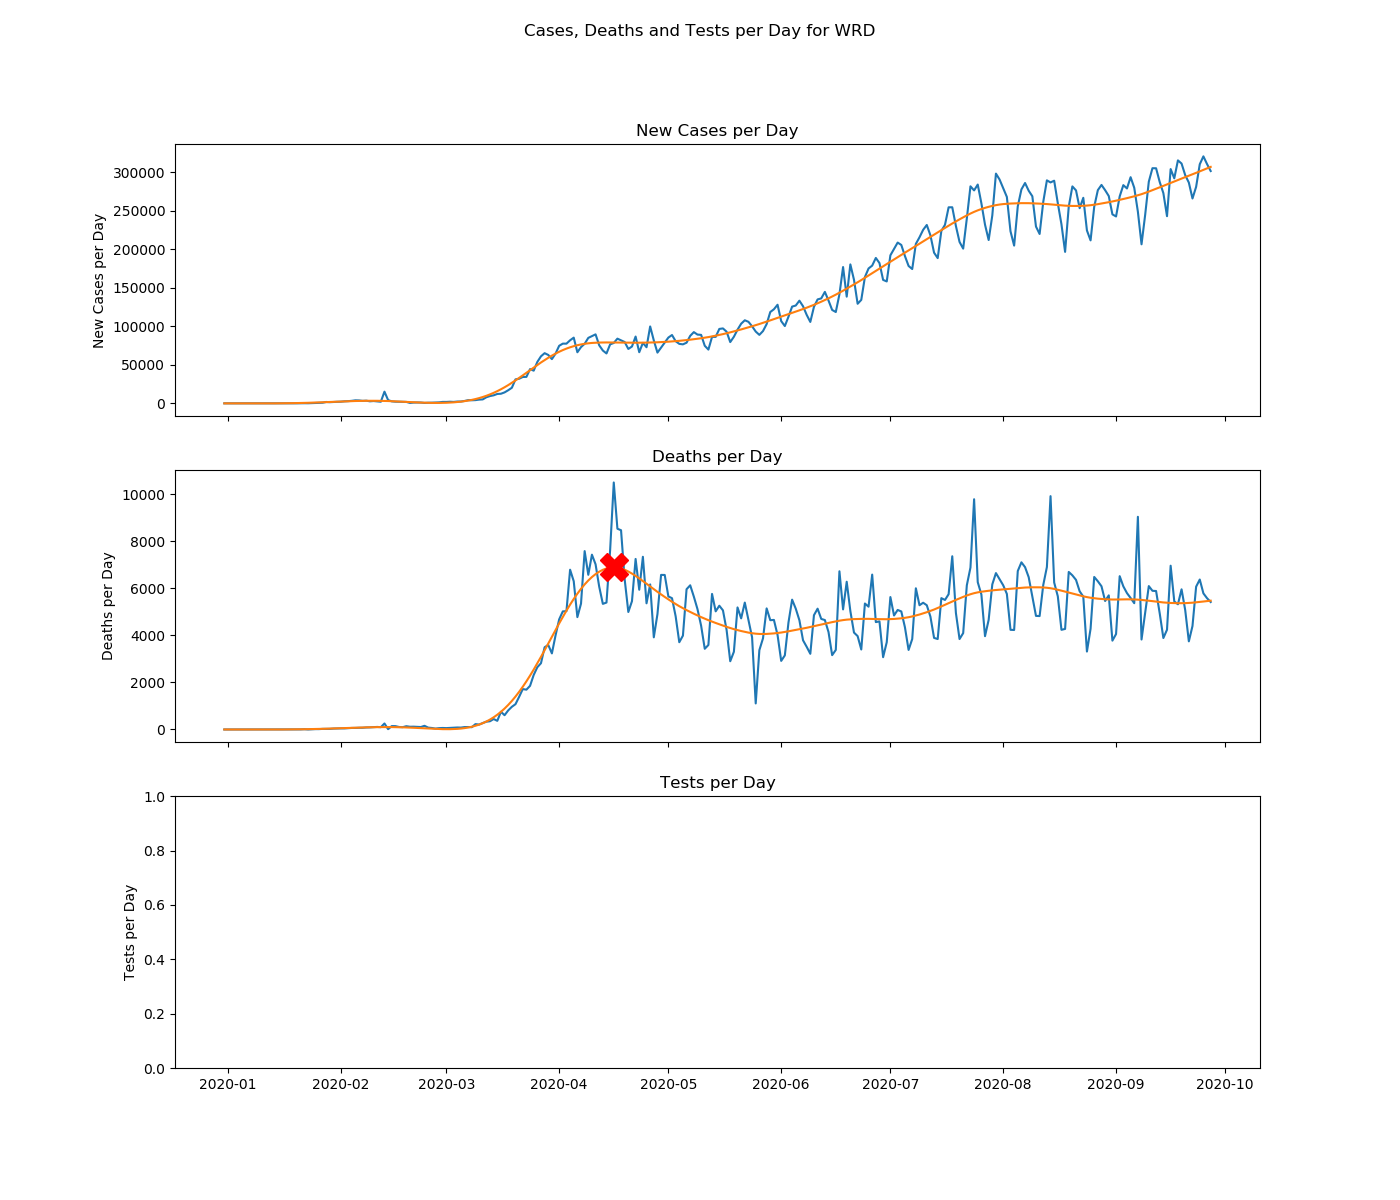 Cases, Deaths and Tests per Day for WRD
New Cases per Day
New Cases per Day
300000
250000
200000
150000
100000
50000
0
Deaths per Day
Deaths per Day
10000
8000
6000
4000
2000
0
Tests per Day
Tests per Day
1.0
0.8
0.6
0.4
0.2
0.0
2020-01 2020-02 2020-03 2020-04 2020-05 2020-06 2020-07 2020-08 2020-09 2020-10